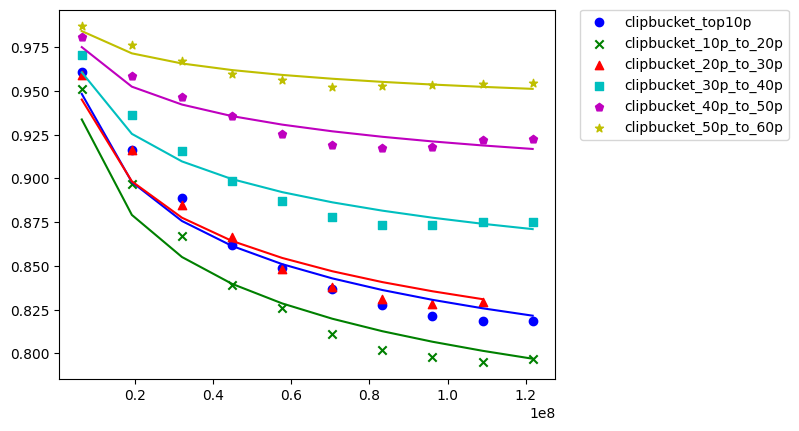 0.975
0.950
0.925
0.900
0.875
0.850
0.825
0.800
0.2
0.4
0.6
0.8
1.0
1.2
1e8
clipbucket_top10p
clipbucket_10p_to_20p
clipbucket_20p_to_30p
clipbucket_30p_to_40p
clipbucket_40p_to_50p
clipbucket_50p_to_60p